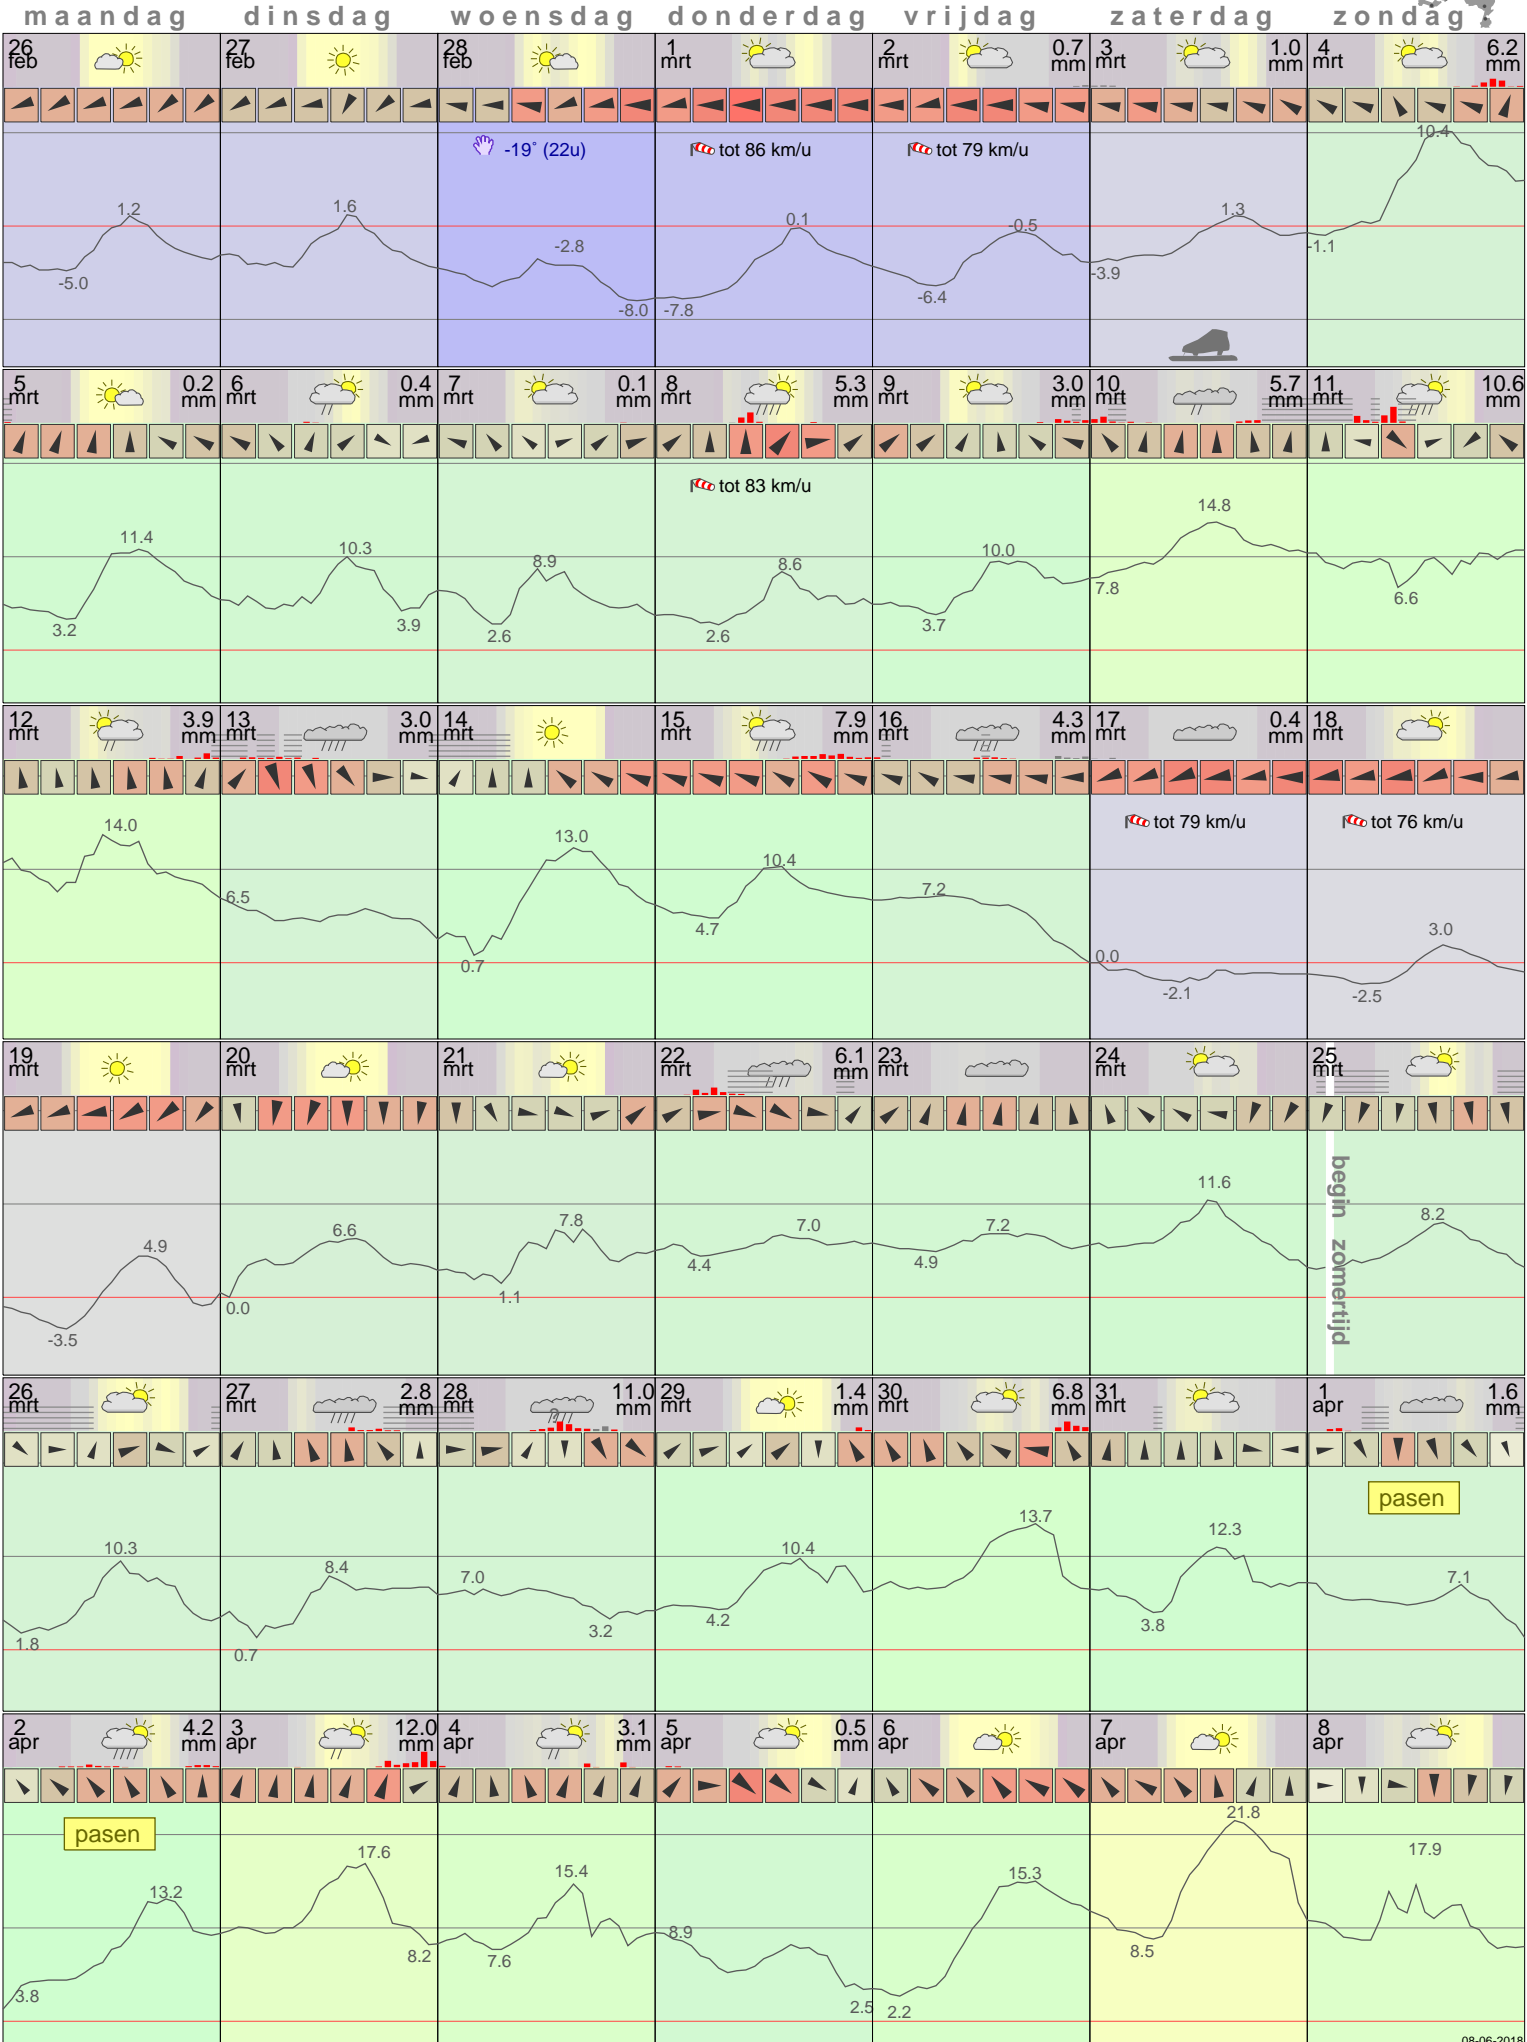 maandag dinsdag woensdag donderdag vrijdag zaterdag zondag
26 feb 27 feb 28 feb 1 mrt 2 mrt 0.7 mm 3 mrt 1.0 mm 4 mrt 6.2 mm
-19° (22u) tot 86 km/u tot 79 km/u
10.4
1.2 1.6 -2.8 0.1 -0.5 1.3 -1.1
-5.0 -8.0 -7.8 -6.4 -3.9
5 mrt 0.2 mm 6 mrt 0.4 mm 7 mrt 0.1 mm 8 mrt 5.3 mm 9 mrt 3.0 mm 10 mrt 5.7 mm 11 mrt 10.6 mm
tot 83 km/u
11.4 10.3 8.9 8.6 10.0 14.8
3.2 3.9 2.6 2.6 3.7 7.8 6.6
12 mrt 3.9 mm 13 mrt 3.0 mm 14 mrt 15 mrt 7.9 mm 16 mrt 4.3 mm 17 mrt 0.4 mm 18 mrt
tot 79 km/u tot 76 km/u
14.0 6.5 13.0 10.4 7.2 0.0 3.0
0.7 4.7 -2.1 -2.5
19 mrt 20 mrt 21 mrt 22 mrt 6.1 mm 23 mrt 24 mrt 25 mrt
begin zomertijd
4.9 6.6 7.8 7.0 7.2 11.6 8.2
-3.5 0.0 1.1 4.4 4.9
26 mrt 27 mrt 2.8 mm 28 mrt 11.0 mm 29 mrt 1.4 mm 30 mrt 6.8 mm 31 mrt 1 apr 1.6 mm
pasen
10.3 8.4 7.0 10.4 13.7 12.3 7.1
1.8 0.7 3.2 4.2 3.8
2 apr 4.2 mm 3 apr 12.0 mm 4 apr 3.1 mm 5 apr 0.5 mm 6 apr 7 apr 8 apr
pasen
13.2 17.6 15.4 8.9 15.3 21.8 17.9
3.8 8.2 7.6 2.5 2.2 8.5
08-06-2018